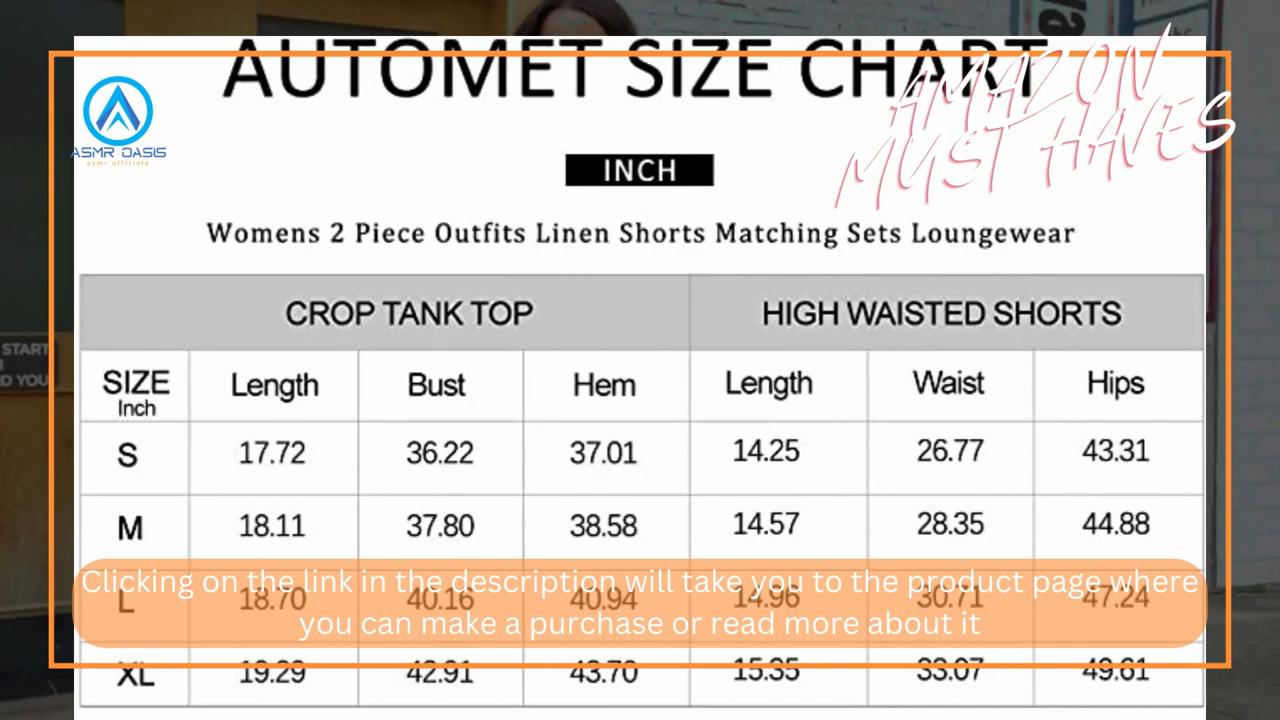 AUTOMET SIZE CHART
AMAZON
MUST HAVES
ASMR OASIS
asmr affiliate
INCH
Womens 2 Piece Outfits Linen Shorts Matching Sets Loungewear
CROP TANK TOP HIGH WAISTED SHORTS
SIZE Inch Length Bust Hem Length Waist Hips
S 17.72 36.22 37.01 14.25 26.77 43.31
M 18.11 37.80 38.58 14.57 28.35 44.88
L 18.70 40.16 40.94 14.96 30.71 47.24
Clicking on the link in the description will take you to the product page where
you can make a purchase or read more about it
XL 19.29 42.91 43.70 15.35 33.07 49.61
START
D YOU